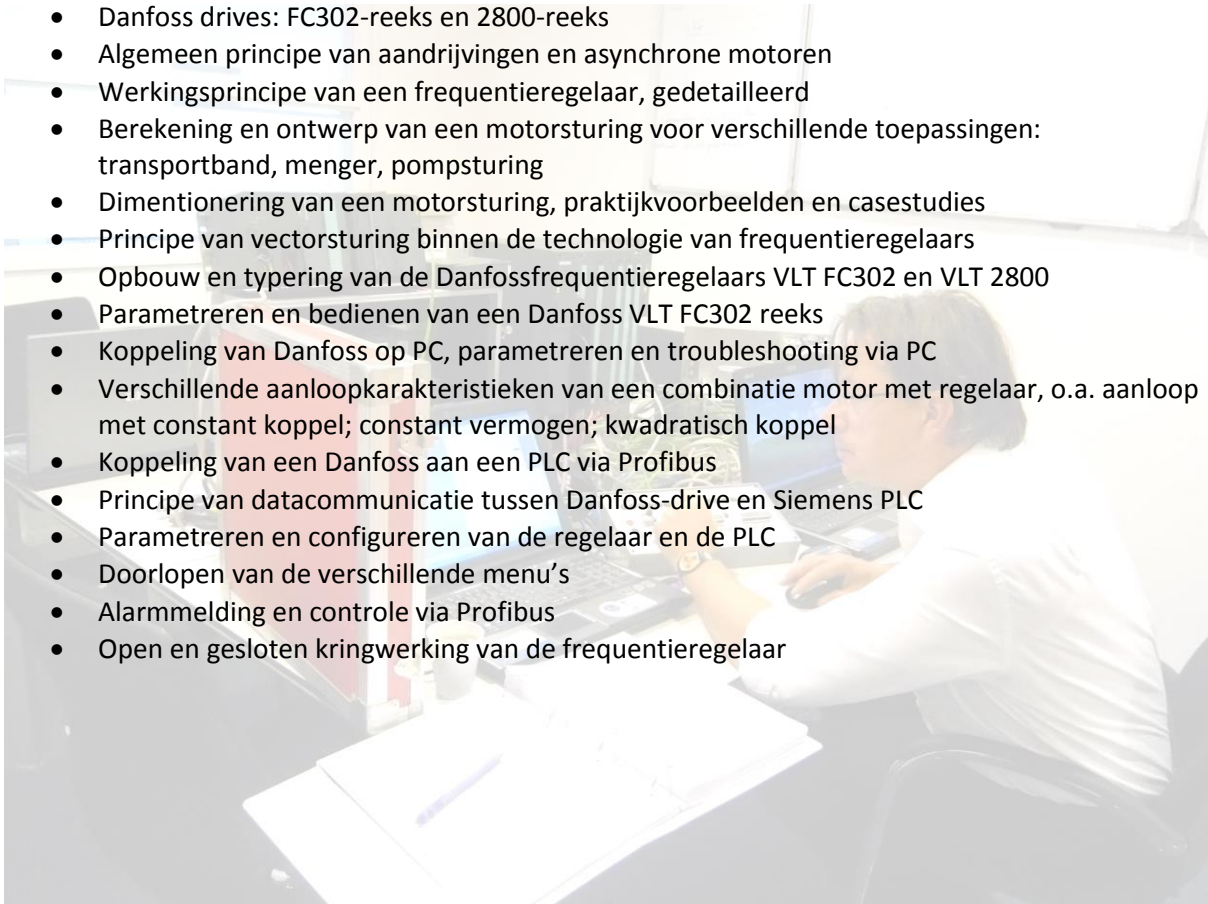 • Danfoss drives: FC302-reeks en 2800-reeks
• Algemeen principe van aandrijvingen en asynchrone motoren
• Werkingsprincipe van een frequentieregelaar, gedetailleerd
• Berekening en ontwerp van een motorsturing voor verschillende toepassingen:
transportband, menger, pompsturing
• Dimentionering van een motorsturing, praktijkvoorbeelden en casestudies
• Principe van vectorsturing binnen de technologie van frequentieregelaars
• Opbouw en typering van de Danfossfrequentieregelaars VLT FC302 en VLT 2800
• Parametreren en bedienen van een Danfoss VLT FC302 reeks
• Koppeling van Danfoss op PC, parametreren en troubleshooting via PC
• Verschillende aanloopkarakteristieken van een combinatie motor met regelaar, o.a. aanloop
met constant koppel; constant vermogen; kwadratisch koppel
• Koppeling van een Danfoss aan een PLC via Profibus
• Principe van datacommunicatie tussen Danfoss-drive en Siemens PLC
• Parametreren en configureren van de regelaar en de PLC
• Doorlopen van de verschillende menu’s
• Alarmmelding en controle via Profibus
• Open en gesloten kringwerking van de frequentieregelaar